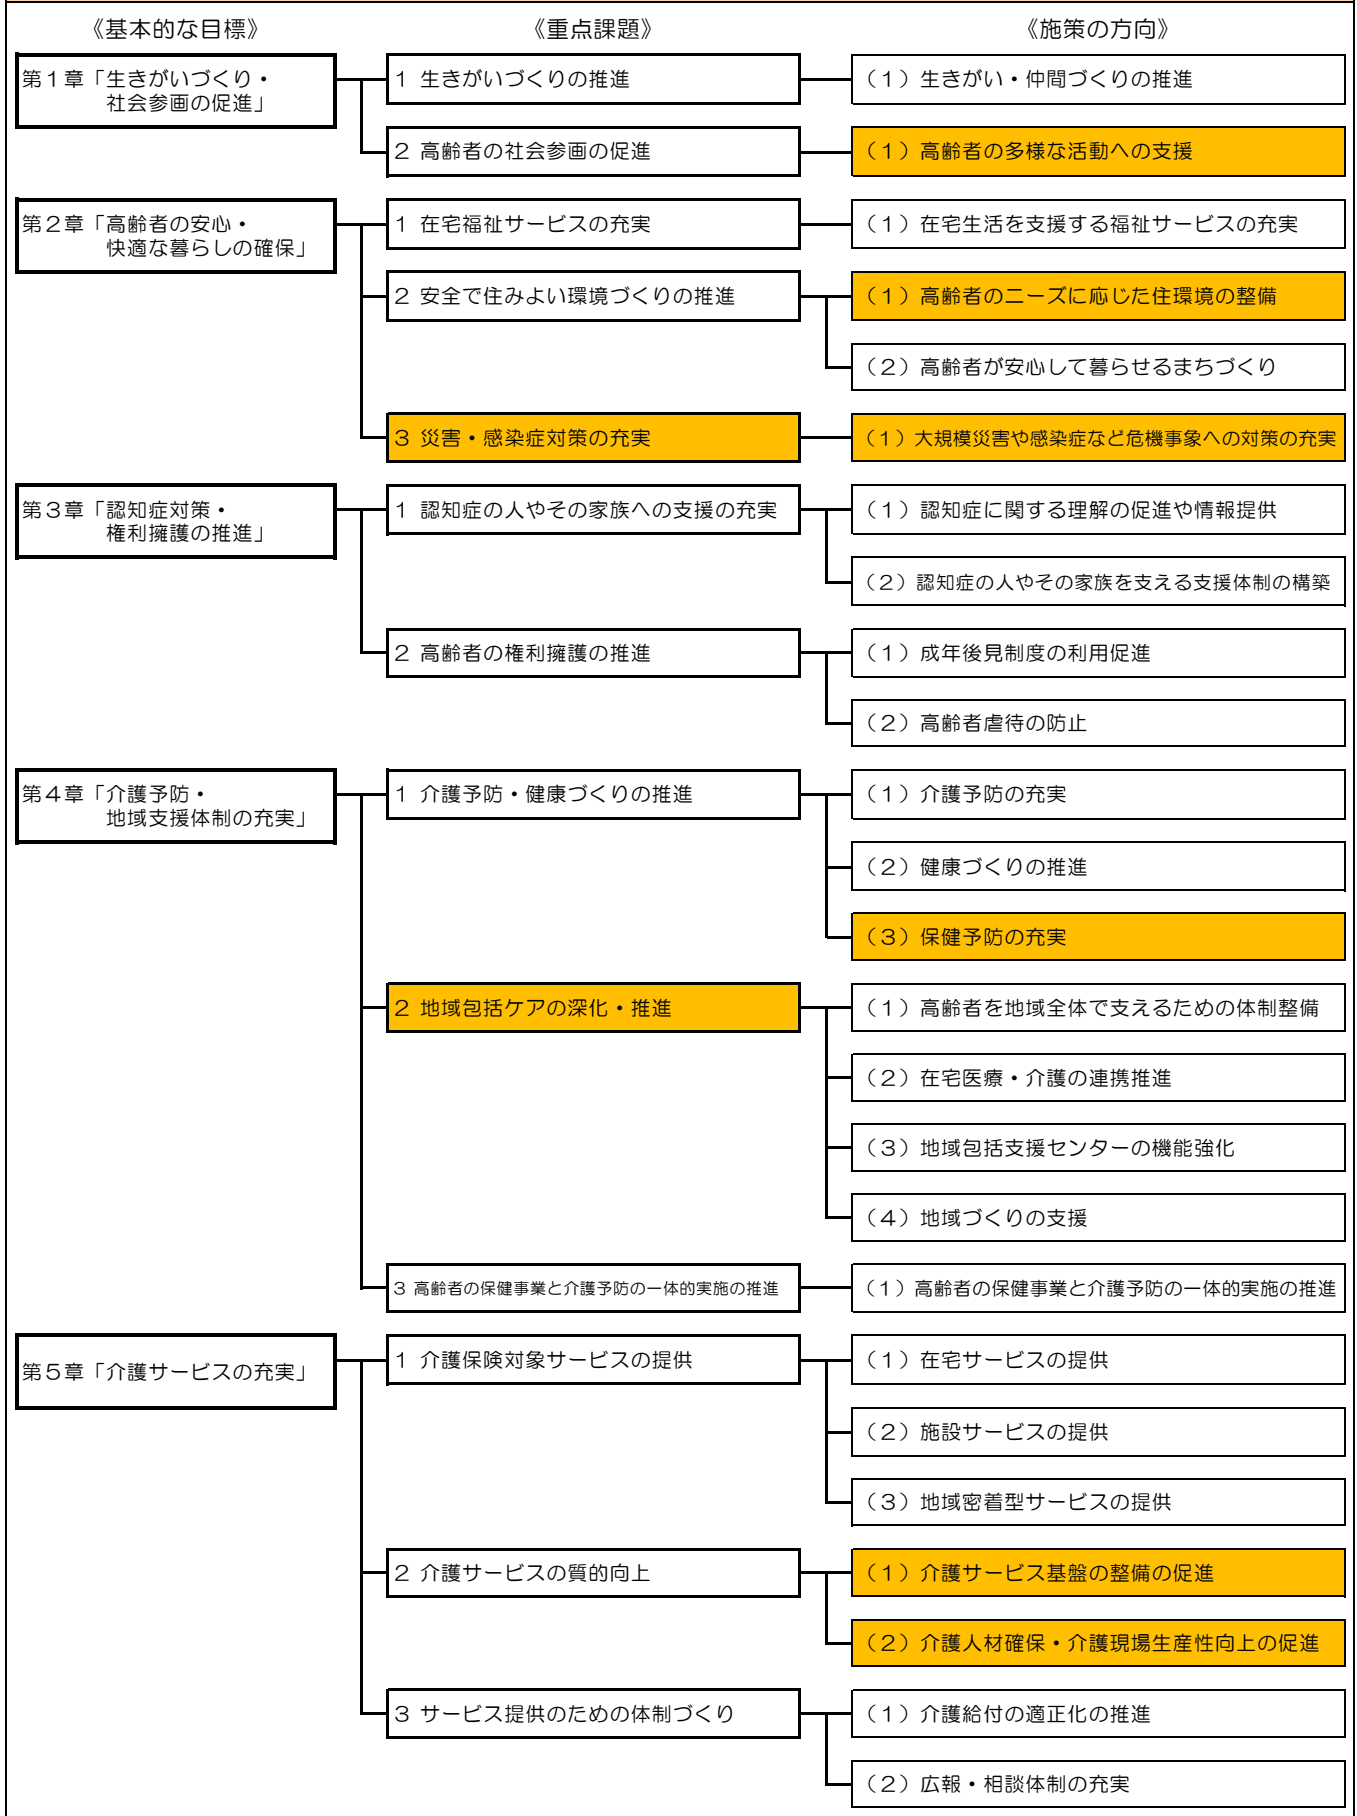 《基本的な目標》
《重点課題》
《施策の方向》
第１章「生きがいづくり・
社会参画の促進」
１ 生きがいづくりの推進
（１）生きがい・仲間づくりの推進
２ 高齢者の社会参画の促進
（１）高齢者の多様な活動への支援
第２章「高齢者の安心・
快適な暮らしの確保」
１ 在宅福祉サービスの充実
（１）在宅生活を支援する福祉サービスの充実
２ 安全で住みよい環境づくりの推進
（１）高齢者のニーズに応じた住環境の整備
（２）高齢者が安心して暮らせるまちづくり
３ 災害・感染症対策の充実
（１）大規模災害や感染症など危機事象への対策の充実
第３章「認知症対策・
権利擁護の推進」
１ 認知症の人やその家族への支援の充実
（１）認知症に関する理解の促進や情報提供
（２）認知症の人やその家族を支える支援体制の構築
２ 高齢者の権利擁護の推進
（１）成年後見制度の利用促進
（２）高齢者虐待の防止
第４章「介護予防・
地域支援体制の充実」
１ 介護予防・健康づくりの推進
（１）介護予防の充実
（２）健康づくりの推進
（３）保健予防の充実
２ 地域包括ケアの深化・推進
（１）高齢者を地域全体で支えるための体制整備
（２）在宅医療・介護の連携推進
（３）地域包括支援センターの機能強化
（４）地域づくりの支援
３ 高齢者の保健事業と介護予防の一体的実施の推進
（１）高齢者の保健事業と介護予防の一体的実施の推進
第５章「介護サービスの充実」
１ 介護保険対象サービスの提供
（１）在宅サービスの提供
（２）施設サービスの提供
（３）地域密着型サービスの提供
２ 介護サービスの質的向上
（１）介護サービス基盤の整備の促進
（２）介護人材確保・介護現場生産性向上の促進
３ サービス提供のための体制づくり
（１）介護給付の適正化の推進
（２）広報・相談体制の充実